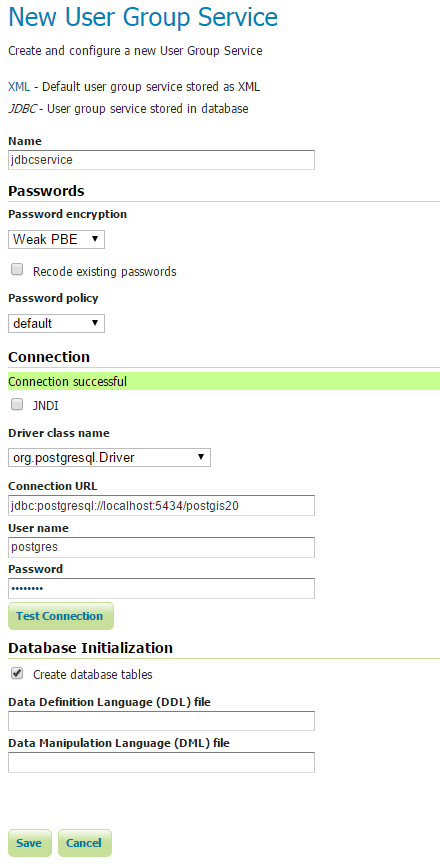 New User Group Service
Create and configure a new User Group Service
XML - Default user group service stored as XML
JDBC - User group service stored in database
Name
jdbcservice
Passwords
Password encryption
Weak PBE
Recode existing passwords
Password policy
default
Connection
Connection successful
JNDI
Driver class name
org.postgresql.Driver
Connection URL
jdbc:postgresql://localhost:5434/postgis20
User name
postgres
Password
••••••••
Test Connection
Database Initialization
Create database tables
Data Definition Language (DDL) file
Data Manipulation Language (DML) file
Save Cancel